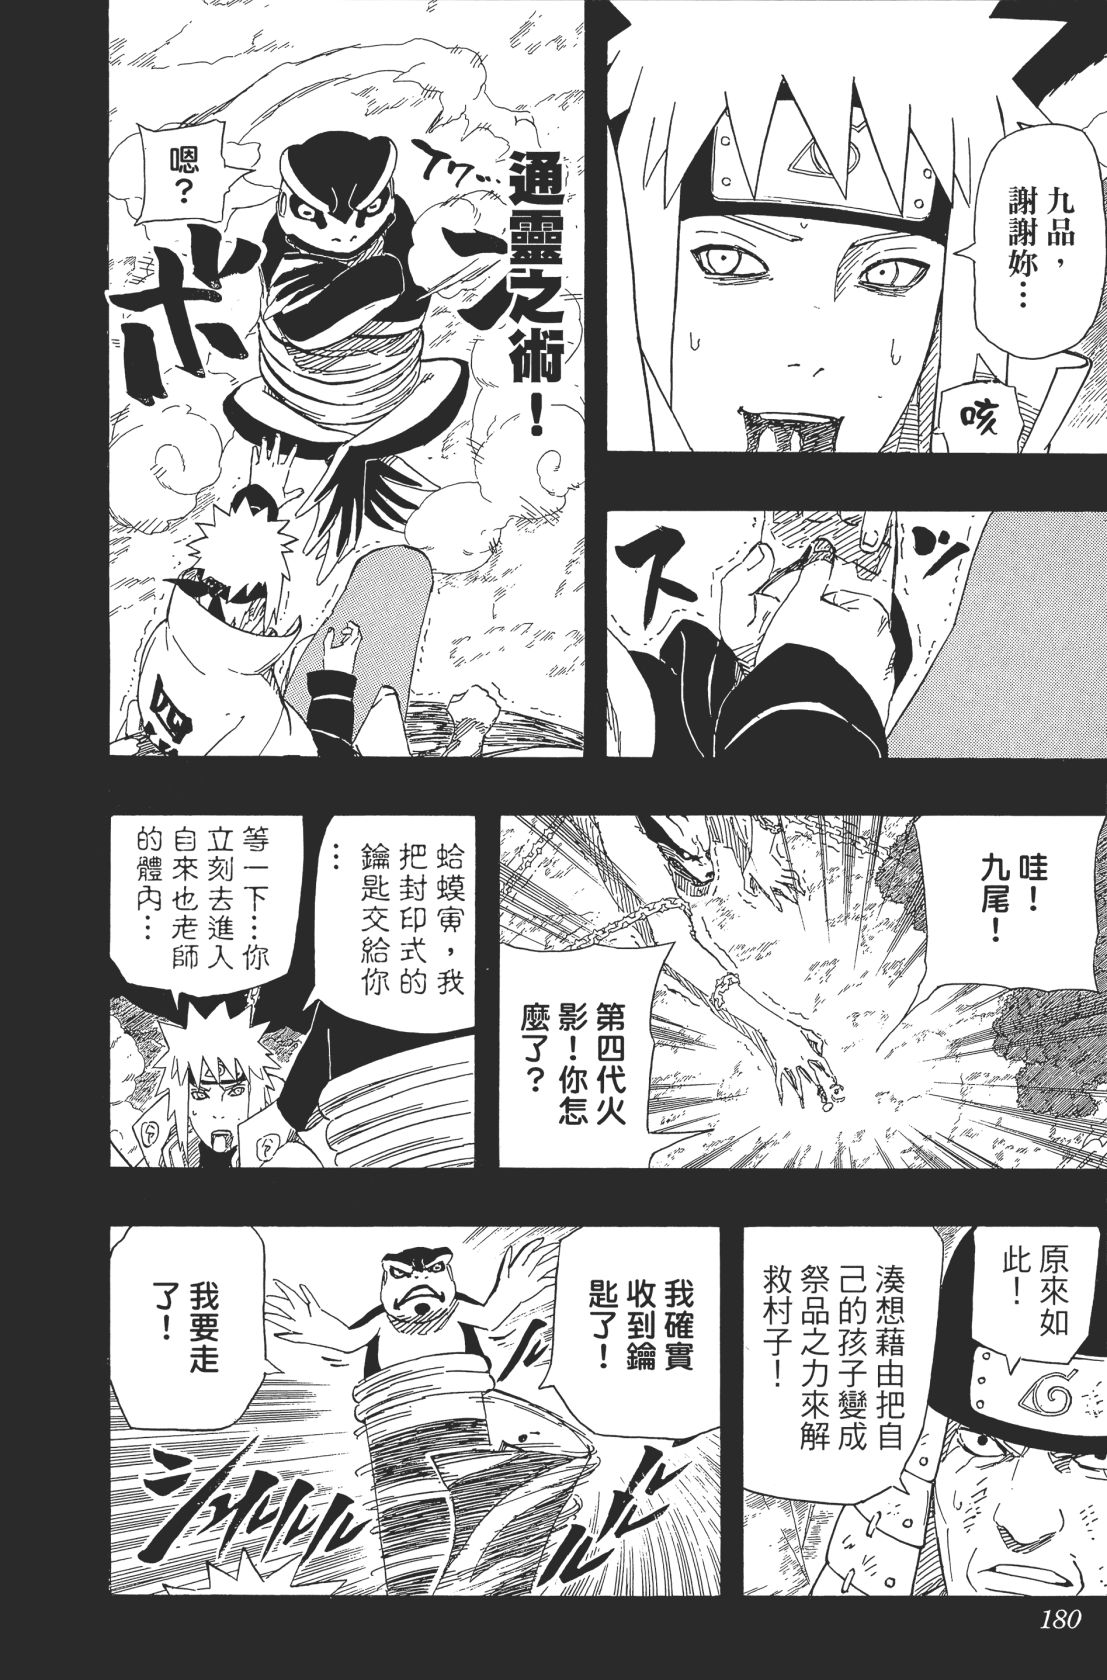 九品，
謝謝妳…
咳
スッ
通靈之術！
イタタ…
ボン
嗯？
哇！
九尾！
第四代火
影！你怎
麼了？
蛤蟆寅，我
把封印式的
鑰匙交給你
…
等一下…你
立刻去進入
自來也老師
的體內…
原來如
此！
湊想藉由把自
己的孩子變成
祭品之力來解
救村子！
我確實
收到鑰
匙了！
我要走
了！
シュルルル
ルル
180